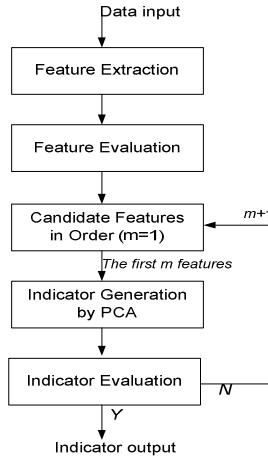 Data input
Feature Extraction
Feature Evaluation
Candidate Features
in Order (m=1)
m+1
The first m features
Indicator Generation
by PCA
Indicator Evaluation
N
Y
Indicator output